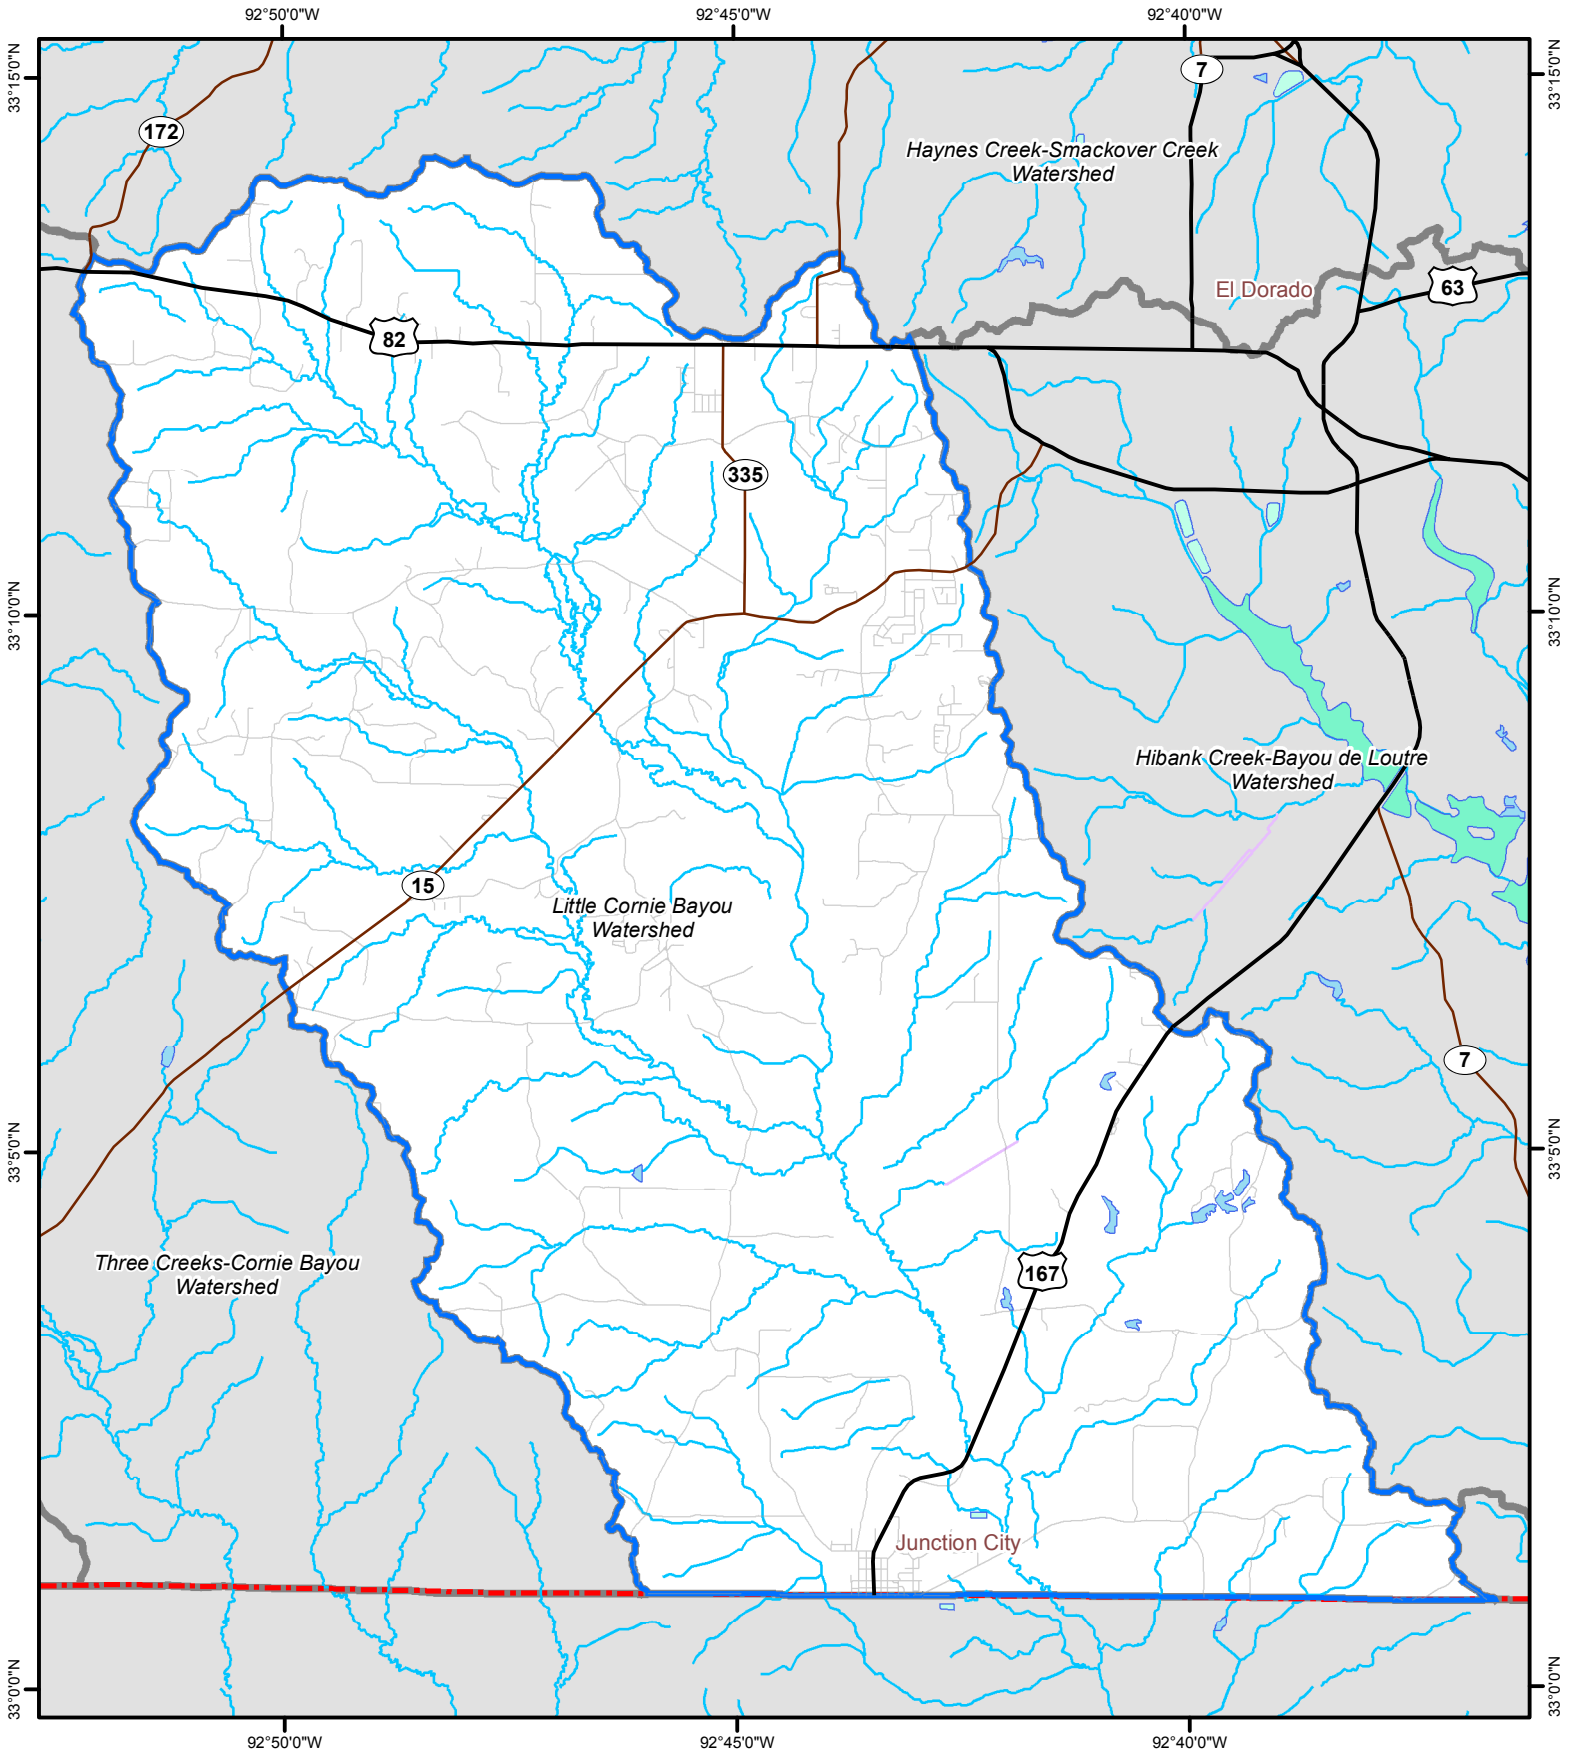 92°50'0"W
92°45'0"W
92°40'0"W
33°15'0"N
33°15'0"N
7
172
Haynes Creek-Smackover Creek
Watershed
El Dorado
63
82
335
33°10'0"N
33°10'0"N
Hibank Creek-Bayou de Loutre
Watershed
15
Little Cornie Bayou
Watershed
7
33°5'0"N
33°5'0"N
Three Creeks-Cornie Bayou
Watershed
167
Junction City
33°0'0"N
33°0'0"N
92°50'0"W
92°45'0"W
92°40'0"W